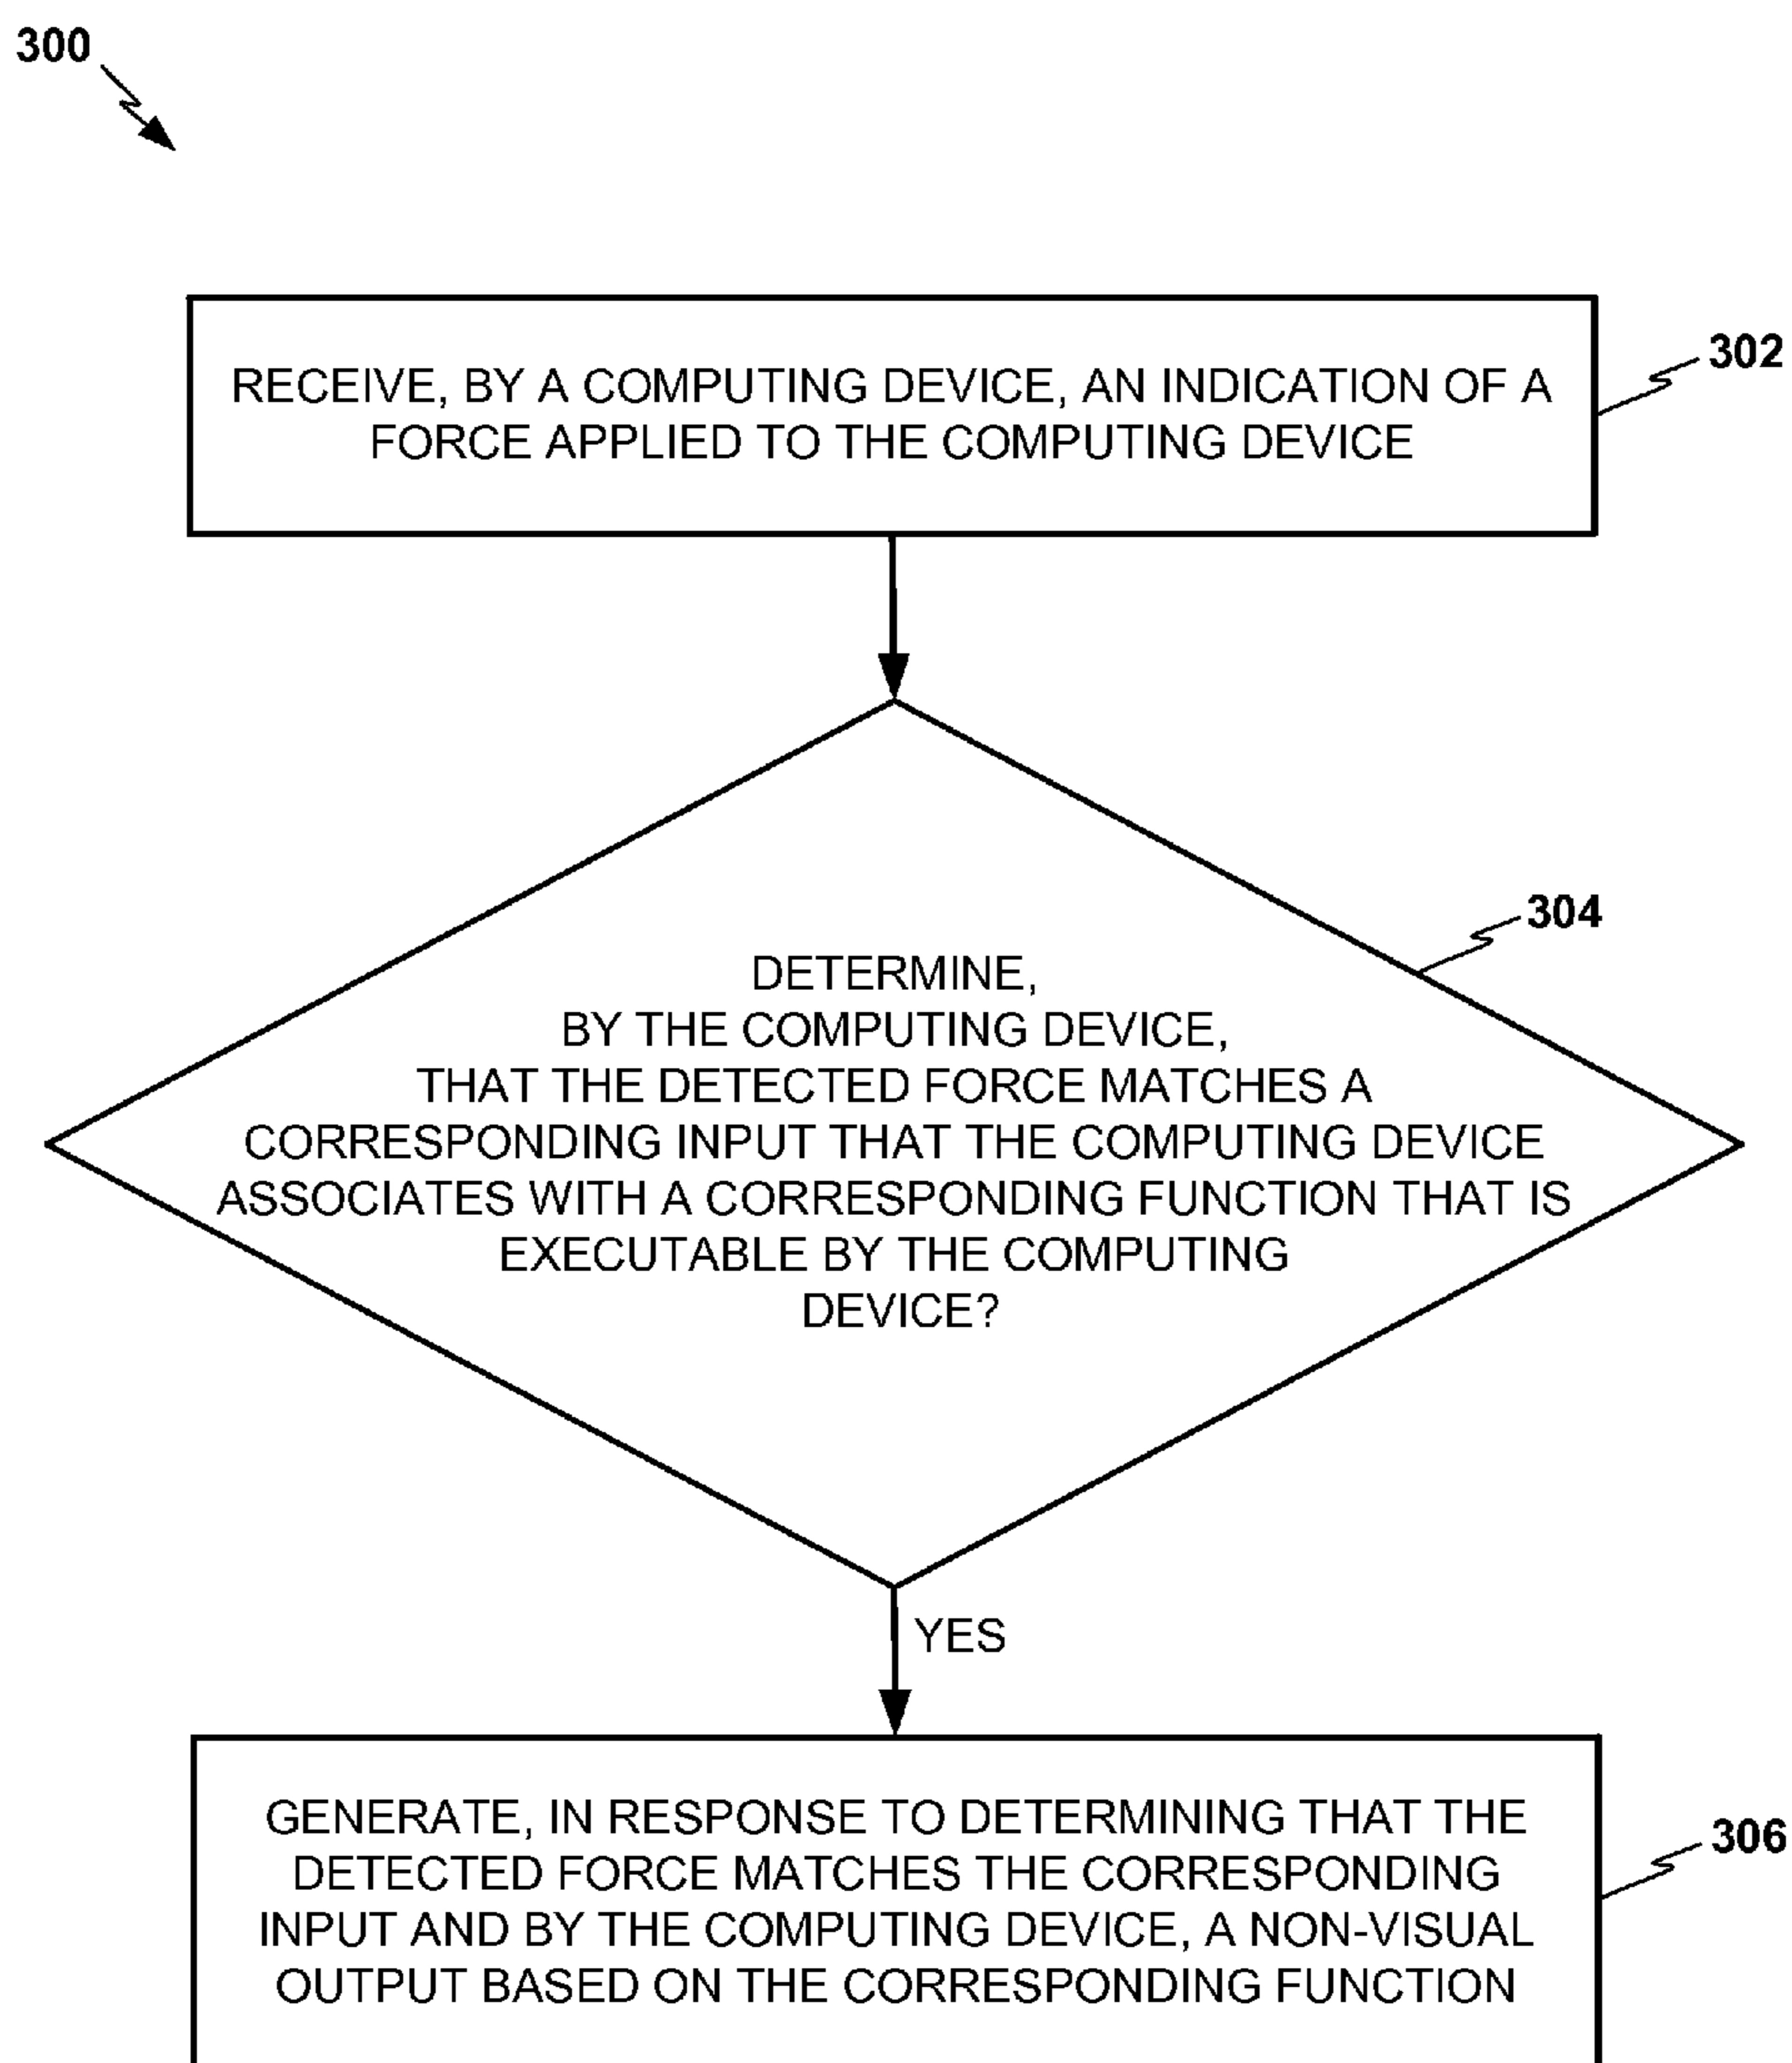 300
RECEIVE, BY A COMPUTING DEVICE, AN INDICATION OF A
FORCE APPLIED TO THE COMPUTING DEVICE
302
304
DETERMINE,
BY THE COMPUTING DEVICE,
THAT THE DETECTED FORCE MATCHES A
CORRESPONDING INPUT THAT THE COMPUTING DEVICE
ASSOCIATES WITH A CORRESPONDING FUNCTION THAT IS
EXECUTABLE BY THE COMPUTING
DEVICE?
YES
GENERATE, IN RESPONSE TO DETERMINING THAT THE
DETECTED FORCE MATCHES THE CORRESPONDING
INPUT AND BY THE COMPUTING DEVICE, A NON-VISUAL
OUTPUT BASED ON THE CORRESPONDING FUNCTION
306